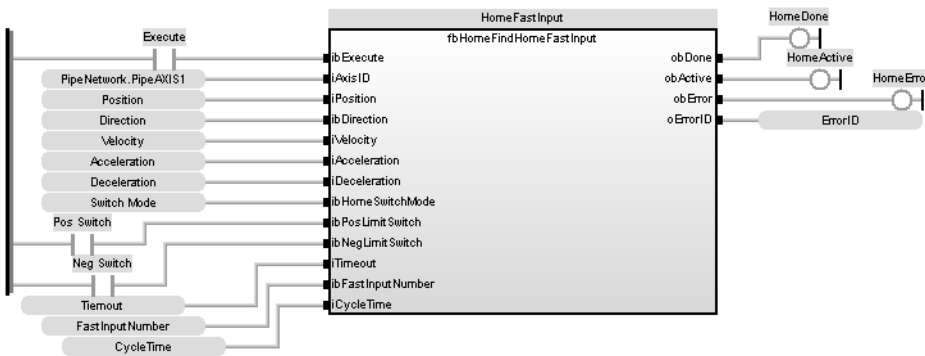 HomeFastInput
fbHomeFindHomeFastInput
HomeDone
HomeActive
HomeErro
Execute
ibExecute
obDone
PipeNetwork.PipeAXIS1
iAxisID
obActive
Position
iPosition
obError
Direction
ibDirection
oErrorID
ErrorID
Velocity
iVelocity
Acceleration
iAcceleration
Deceleration
iDeceleration
Switch Mode
ibHomeSwitchMode
Pos Switch
ibPosLimitSwitch
ibNegLimitSwitch
Neg Switch
iTimeout
ibFastInputNumber
Tiemout
iCycleTime
FastInputNumber
CycleTime